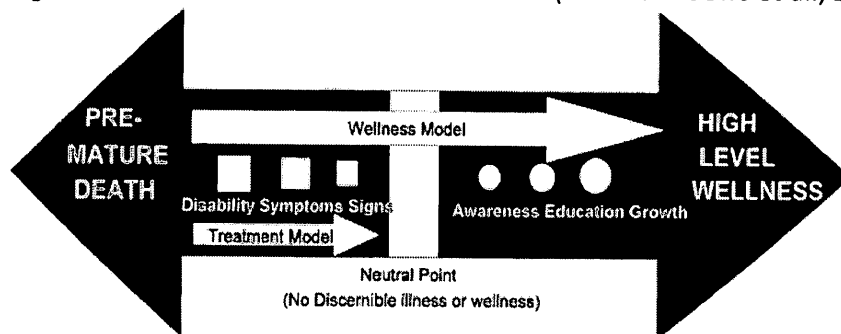 PRE-
MATURE
DEATH
Wellness Model
HIGH
LEVEL
WELLNESS
Disability Symptoms Signs
Awareness Education Growth
Treatment Model
Neutral Point
(No Discernible illness or wellness)